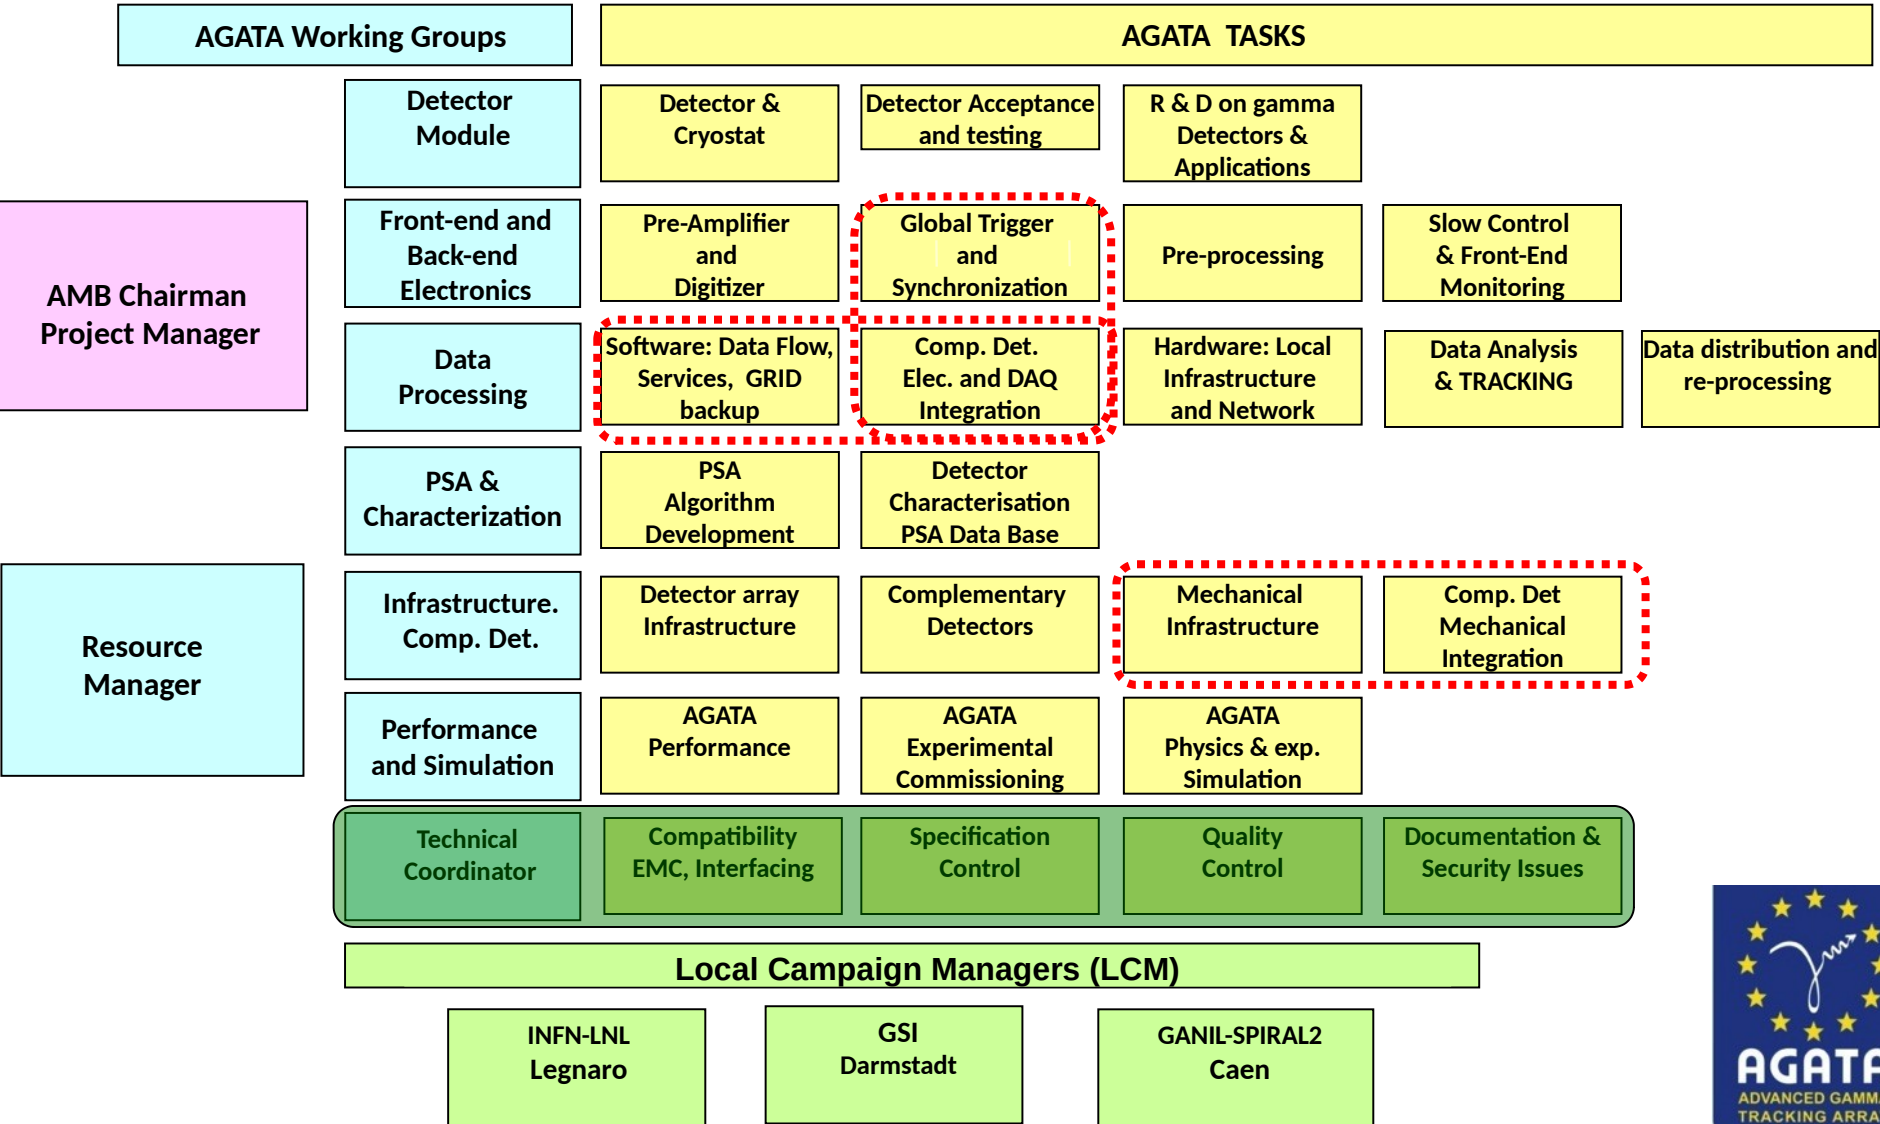 AGATA Working Groups
AGATA TASKS
Detector
Module
Detector &
Cryostat
Detector Acceptance
and testing
R & D on gamma
Detectors &
Applications
AMB Chairman
Project Manager
Front-end and
Back-end
Electronics
Pre-Amplifier
and
Digitizer
Global Trigger
and
Synchronization
Pre-processing
Slow Control
& Front-End
Monitoring
Data
Processing
Software: Data Flow,
Services, GRID
backup
Comp. Det.
Elec. and DAQ
Integration
Hardware: Local
Infrastructure
and Network
Data Analysis
& TRACKING
Data distribution and
re-processing
PSA &
Characterization
PSA
Algorithm
Development
Detector
Characterisation
PSA Data Base
Resource
Manager
Infrastructure.
Comp. Det.
Detector array
Infrastructure
Complementary
Detectors
Mechanical
Infrastructure
Comp. Det
Mechanical
Integration
Performance
and Simulation
AGATA
Performance
AGATA
Experimental
Commissioning
AGATA
Physics & exp.
Simulation
Technical
Coordinator
Compatibility
EMC, Interfacing
Specification
Control
Quality
Control
Documentation &
Security Issues
Local Campaign Managers (LCM)
INFN-LNL
Legnaro
GSI
Darmstadt
GANIL-SPIRAL2
Caen
AGATA
ADVANCED GAMM
TRACKING ARRA